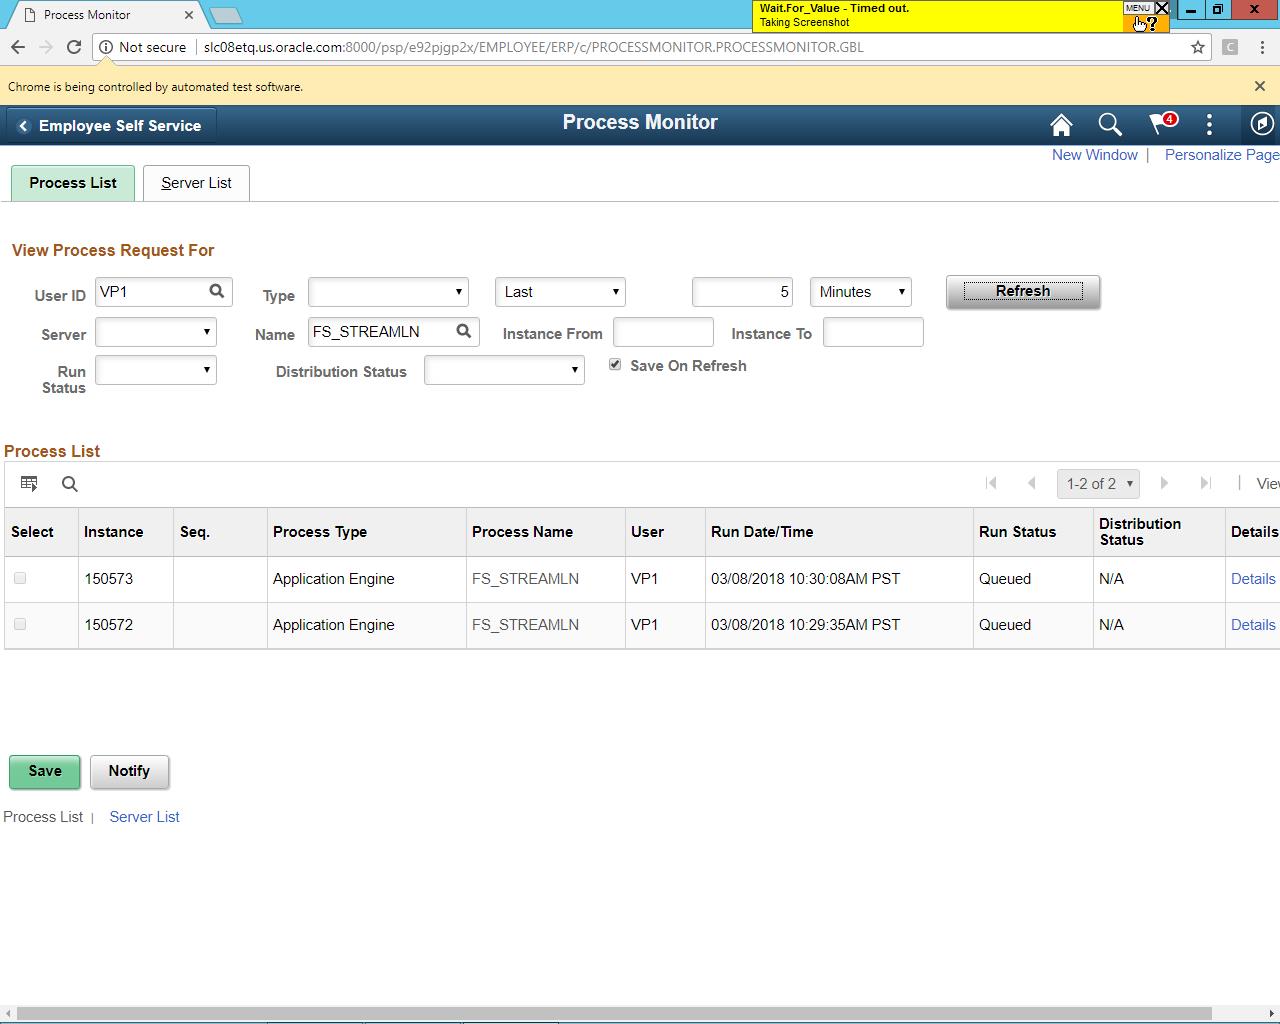 Process Monitor
Wait.For_Value - Timed out.
Taking Screenshot
MENU
Not secure
slc08etq.us.oracle.com:8000/psp/e92pjgp2x/EMPLOYEE/ERP/c/PROCESSMONITOR.PROCESSMONITOR.GBL
C
Chrome is being controlled by automated test software.
Employee Self Service
Process Monitor
4
New Window | Personalize Page
Process List
Server List
View Process Request For
User ID VP1 Type Last 5 Minutes Refresh
Server Name FS_STREAMLN Instance From Instance To
Run Status Distribution Status Save On Refresh
Process List
1-2 of 2 | View
Select Instance Seq. Process Type Process Name User Run Date/Time Run Status Distribution Status Details
150573 Application Engine FS_STREAMLN VP1 03/08/2018 10:30:08AM PST Queued N/A Details
150572 Application Engine FS_STREAMLN VP1 03/08/2018 10:29:35AM PST Queued N/A Details
Save Notify
Process List | Server List